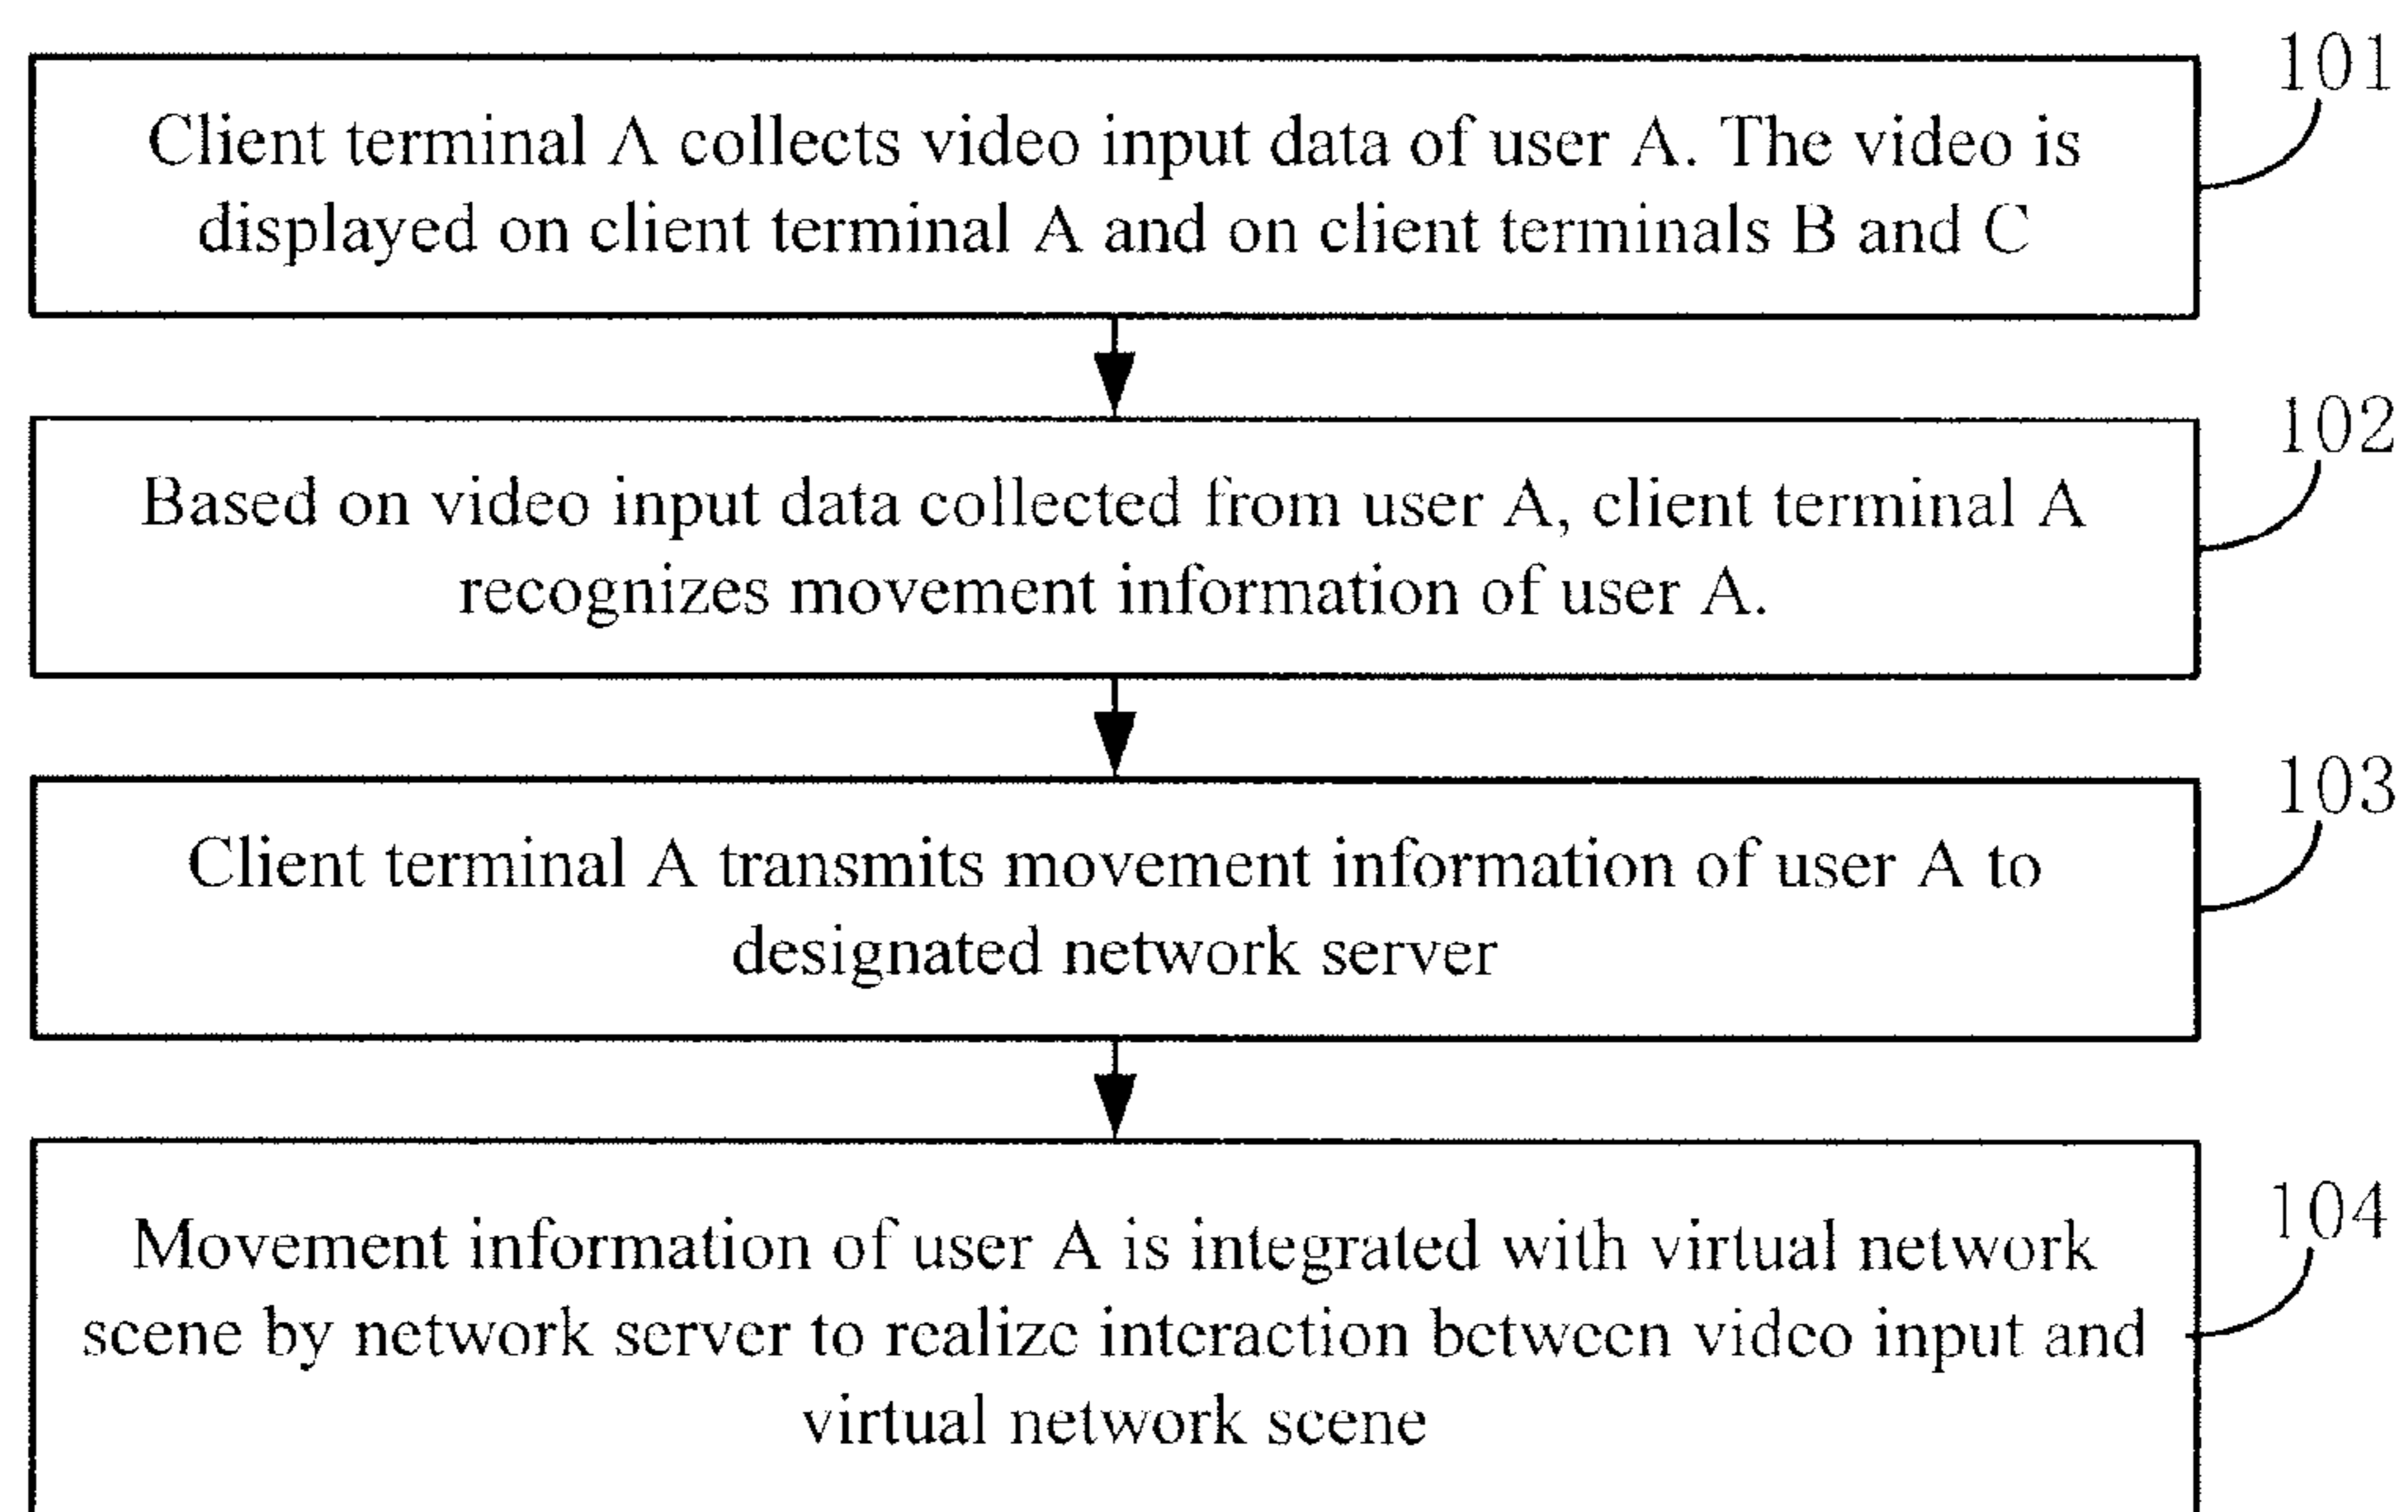 101
Client terminal A collects video input data of user A. The video is
displayed on client terminal A and on client terminals B and C
102
Based on video input data collected from user A, client terminal A
recognizes movement information of user A.
103
Client terminal A transmits movement information of user A to
designated network server
104
Movement information of user A is integrated with virtual network
scene by network server to realize interaction between video input and
virtual network scene